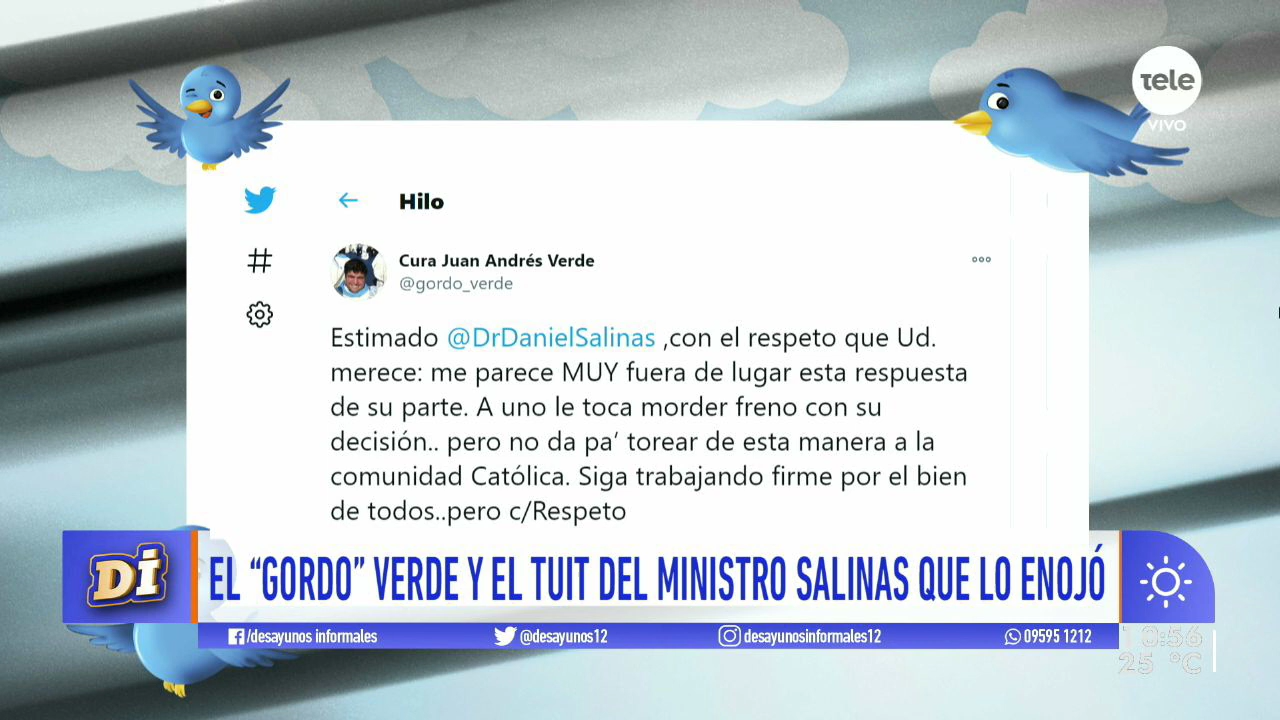 tele
VIVO
Hilo
Cura Juan Andrés Verde
@gordo_verde
Estimado @DrDanielSalinas ,con el respeto que Ud.
merece: me parece MUY fuera de lugar esta respuesta
de su parte. A uno le toca morder freno con su
decisión.. pero no da pa’ torear de esta manera a la
comunidad Católica. Siga trabajando firme por el bien
de todos..pero c/Respeto
Di
EL “GORDO” VERDE Y EL TUIT DEL MINISTRO SALINAS QUE LO ENOJÓ
/desayunos informales @desayunos12 desayunosinformales12 09595 1212
10:56
25 °C